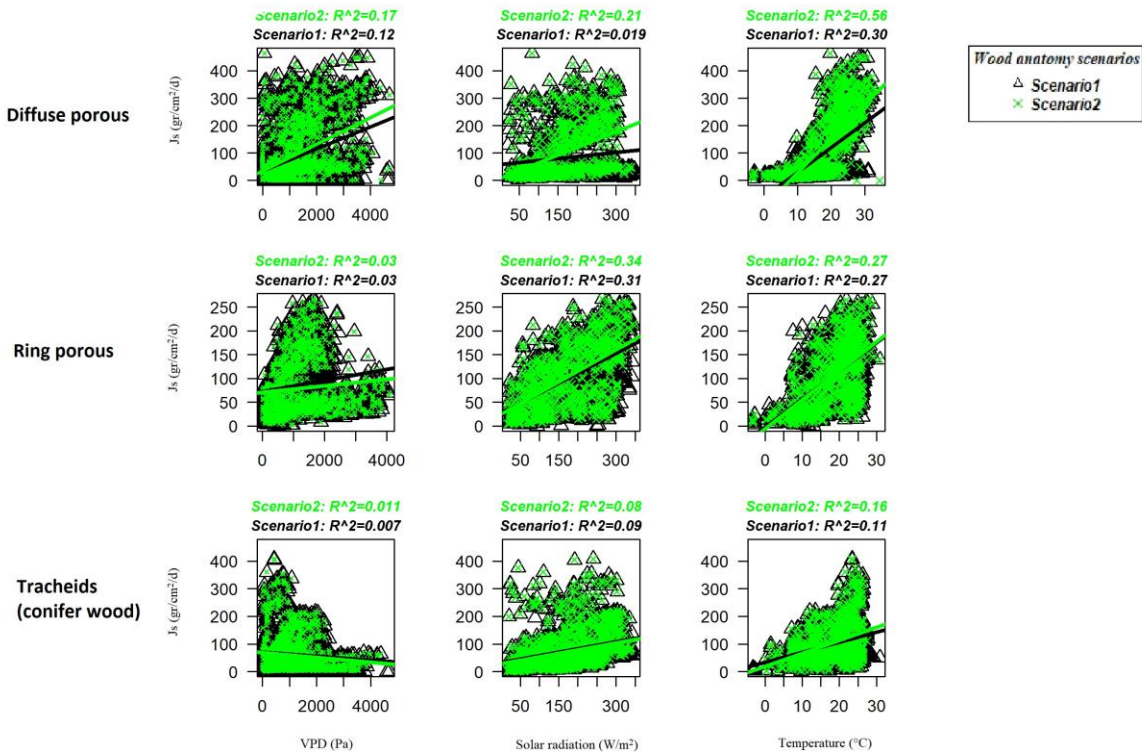 Scenario2: R^2=0.17
Scenario1: R^2=0.12
Scenario2: R^2=0.21
Scenario1: R^2=0.019
Scenario2: R^2=0.56
Scenario1: R^2=0.30
Wood anatomy scenarios
Scenario1
Scenario2
Diffuse porous
Js (gr/cm²/d)
400
300
200
100
0
0 2000 4000
50 150 300
0 10 20 30
Scenario2: R^2=0.03
Scenario1: R^2=0.03
Scenario2: R^2=0.34
Scenario1: R^2=0.31
Scenario2: R^2=0.27
Scenario1: R^2=0.27
Ring porous
Js (gr/cm²/d)
250
200
150
100
50
0
0 2000 4000
50 150 300
0 10 20 30
Scenario2: R^2=0.011
Scenario1: R^2=0.007
Scenario2: R^2=0.08
Scenario1: R^2=0.09
Scenario2: R^2=0.16
Scenario1: R^2=0.11
Tracheids
(conifer wood)
Js (gr/cm²/d)
400
300
200
100
0
0 2000 4000
50 150 300
0 10 20 30
VPD (Pa)
Solar radiation (W/m²)
Temperature (°C)